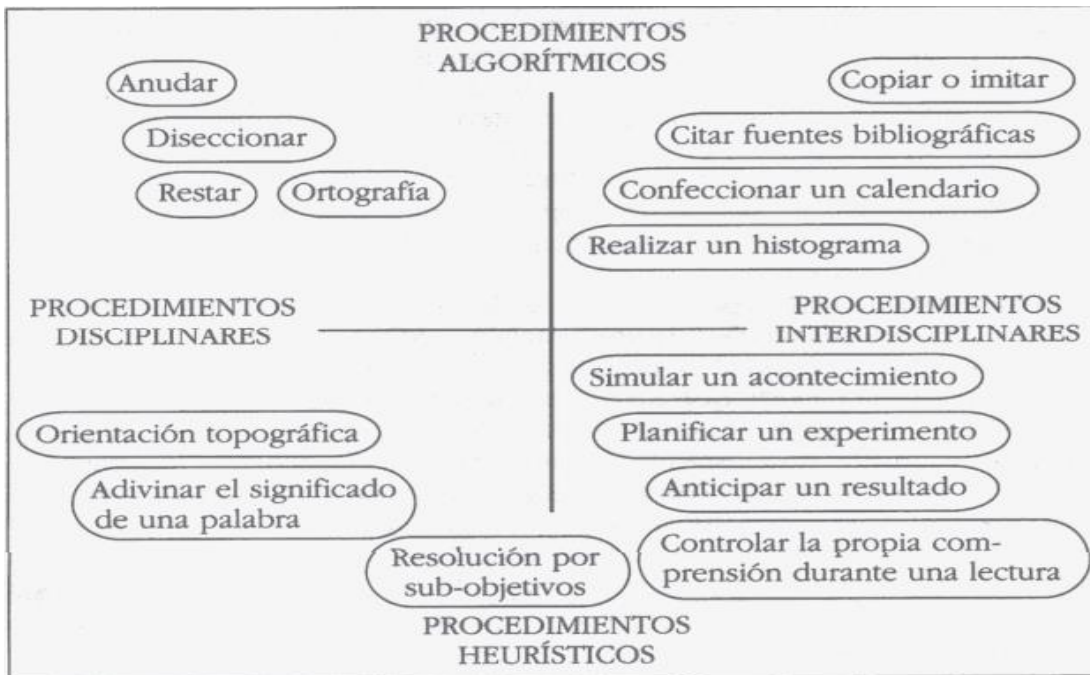 PROCEDIMIENTOS
ALGORÍTMICOS
Anudar
Diseccionar
Restar
Ortografía
Copiar o imitar
Citar fuentes bibliográficas
Confeccionar un calendario
Realizar un histograma
PROCEDIMIENTOS
DISCIPLINARES
PROCEDIMIENTOS
INTERDISCIPLINARES
Orientación topográfica
Adivinar el significado
de una palabra
Resolución por
sub-objetivos
Simular un acontecimiento
Planificar un experimento
Anticipar un resultado
Controlar la propia com-
prensión durante una lectura
PROCEDIMIENTOS
HEURÍSTICOS